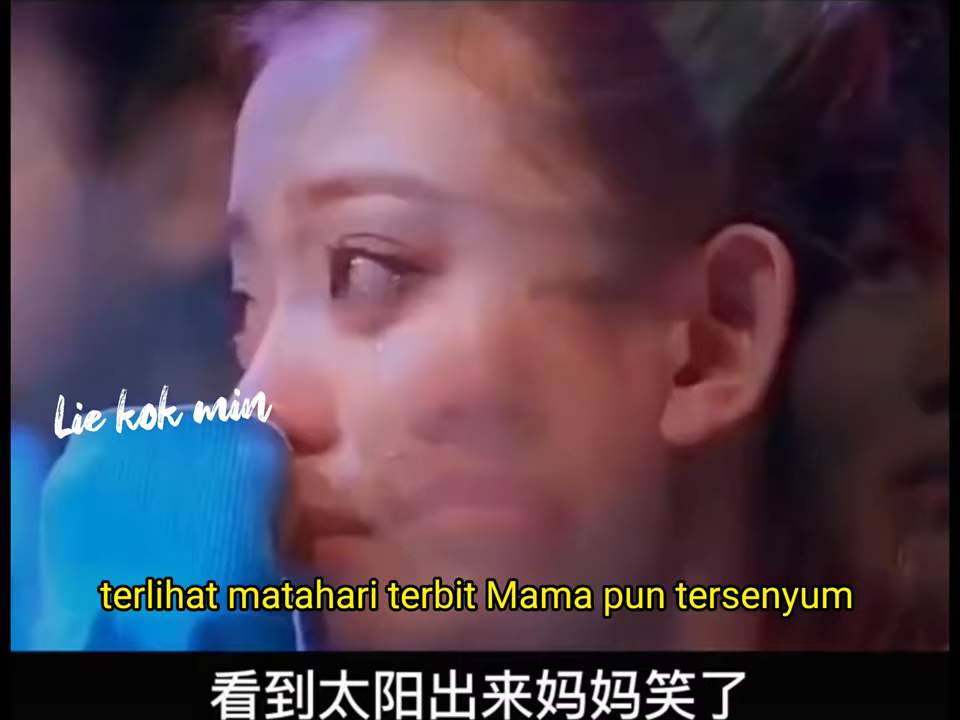 Lie kok min
terlihat matahari terbit Mama pun tersenyum
看到太阳出来妈妈笑了